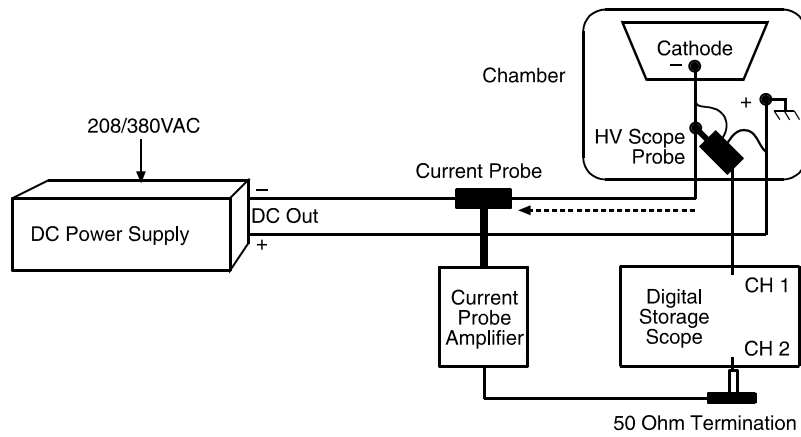 Cathode
−
Chamber
+
208/380VAC
HV Scope
Probe
Current Probe
−
DC Out
DC Power Supply
+
CH 1
Current
Probe
Amplifier
Digital
Storage
Scope
CH 2
50 Ohm Termination